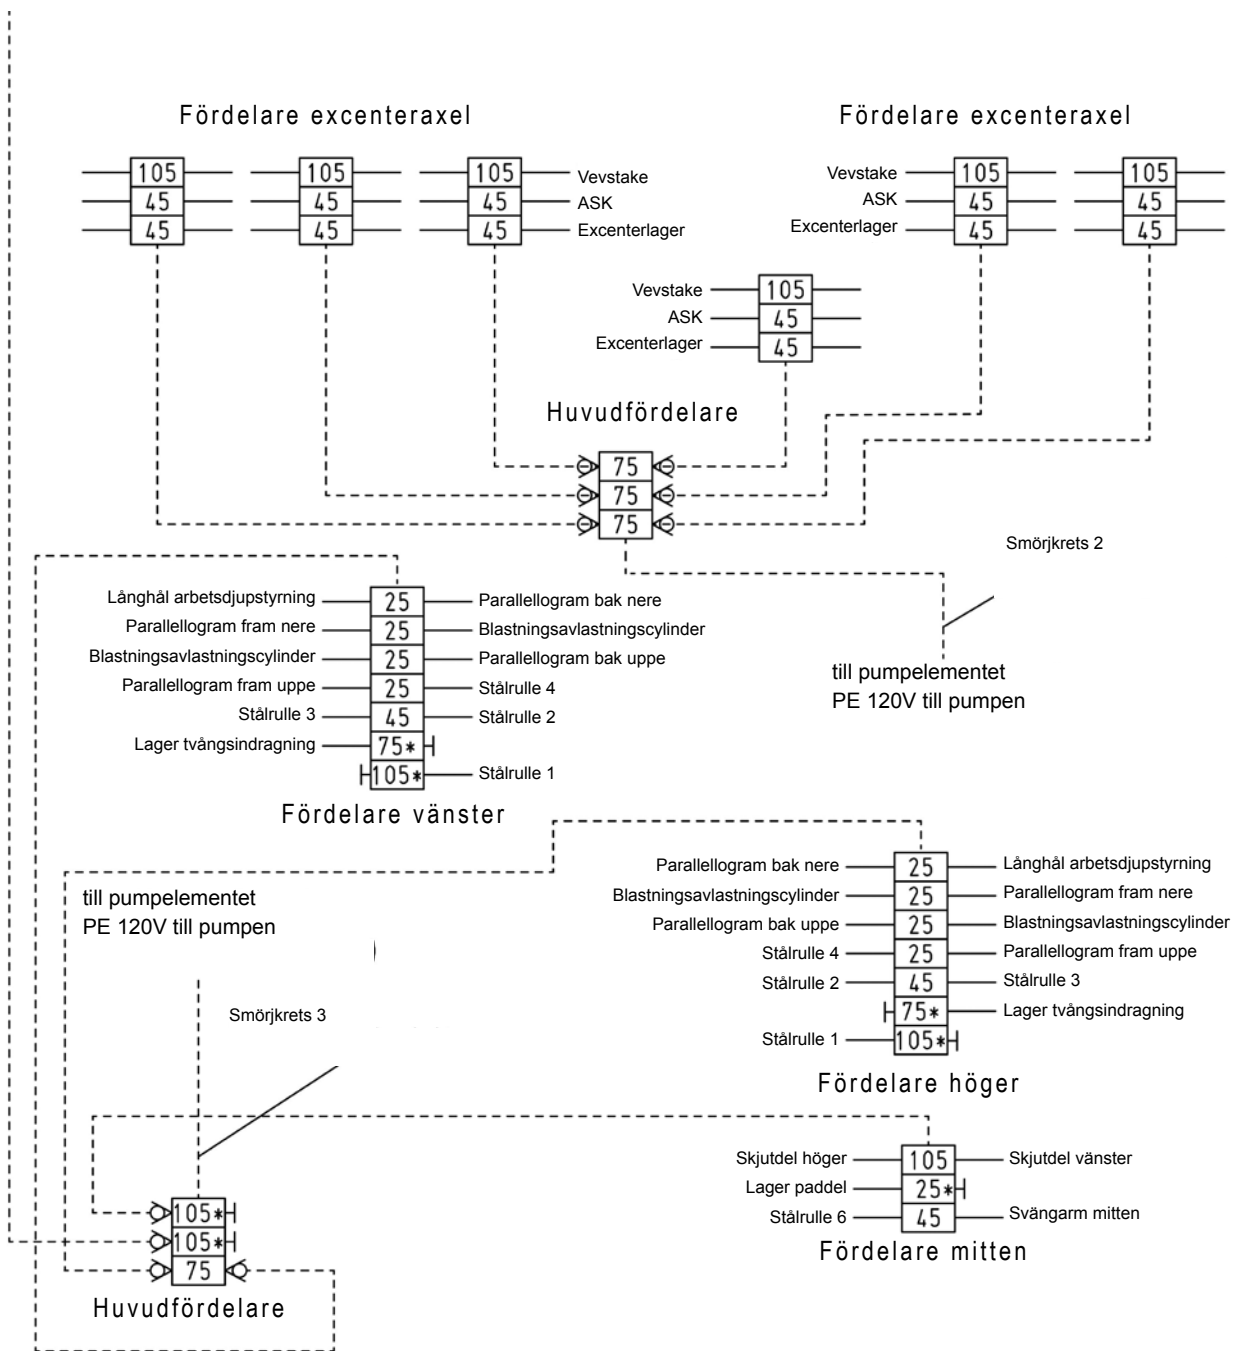 Fördelare excenteraxel
Fördelare excenteraxel
105 105 105 Vevstake
45 45 45 ASK
45 45 45 Excenterlager
Vevstake 105 105
ASK 45 45
Excenterlager 45 45
Vevstake 105
ASK 45
Excenterlager 45
Huvudfördelare
75
75
75
Smörjkrets 2
till pumpelementet
PE 120V till pumpen
Långhål arbetsdjupstyrning 25 Parallellogram bak nere
Parallellogram fram nere 25 Blastningsavlastningscylinder
Blastningsavlastningscylinder 25 Parallellogram bak uppe
Parallellogram fram uppe 25 Stålrulle 4
Stålrulle 3 45 Stålrulle 2
Lager tvångsindragning 75*
105* Stålrulle 1
Fördelare vänster
Parallellogram bak nere 25 Långhål arbetsdjupstyrning
Blastningsavlastningscylinder 25 Parallellogram fram nere
Parallellogram bak uppe 25 Blastningsavlastningscylinder
Stålrulle 4 25 Parallellogram fram uppe
Stålrulle 2 45 Stålrulle 3
75* Lager tvångsindragning
Stålrulle 1 105*
Fördelare höger
till pumpelementet
PE 120V till pumpen
Smörjkrets 3
Skjutdel höger 105 Skjutdel vänster
Lager paddel 25*
Stålrulle 6 45 Svängarm mitten
Fördelare mitten
105*
105*
75
Huvudfördelare